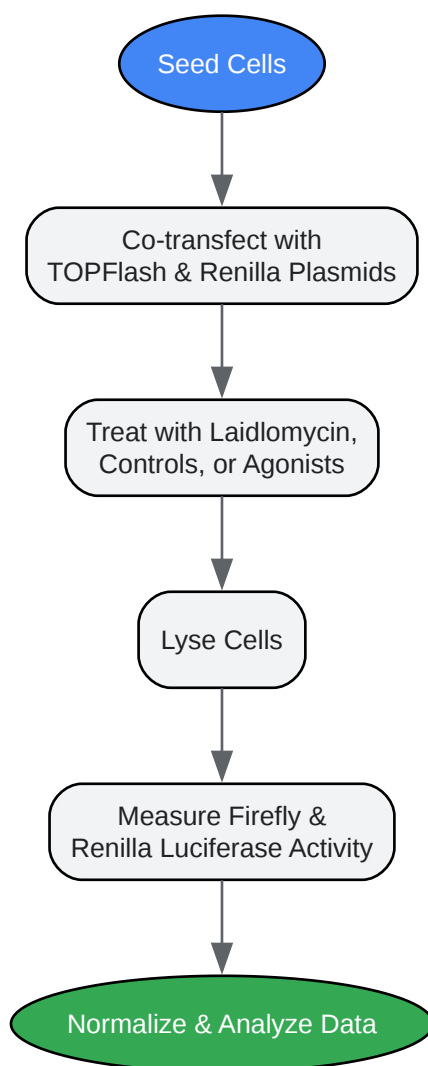 Seed Cells
Co-transfect with
TOPFlash & Renilla Plasmids
Treat with Laidlomycin,
Controls, or Agonists
Lyse Cells
Measure Firefly &
Renilla Luciferase Activity
Normalize & Analyze Data